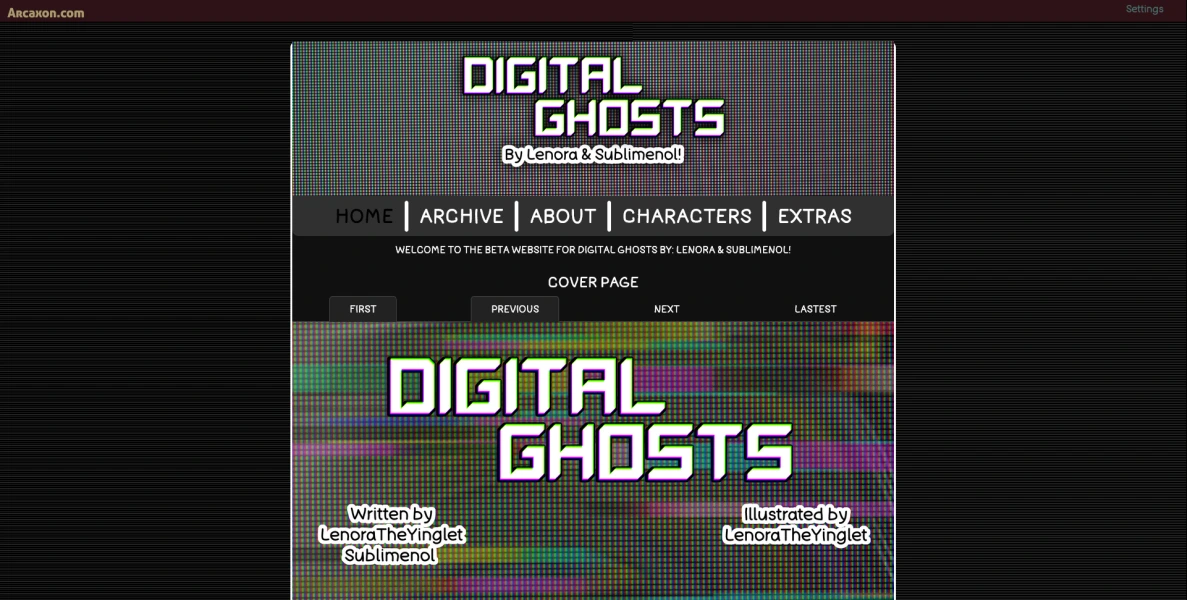 Arcaxon.com
Settings
DIGITAL
GHOSTS
By Lenora & Sublimenol!
HOME
ARCHIVE
ABOUT
CHARACTERS
EXTRAS
WELCOME TO THE BETA WEBSITE FOR DIGITAL GHOSTS BY: LENORA & SUBLIMENOL!
COVER PAGE
FIRST
PREVIOUS
NEXT
LASTEST
DIGITAL
GHOSTS
Written by
LenoraTheYinglet
Sublimenol
Illustrated by
LenoraTheYinglet